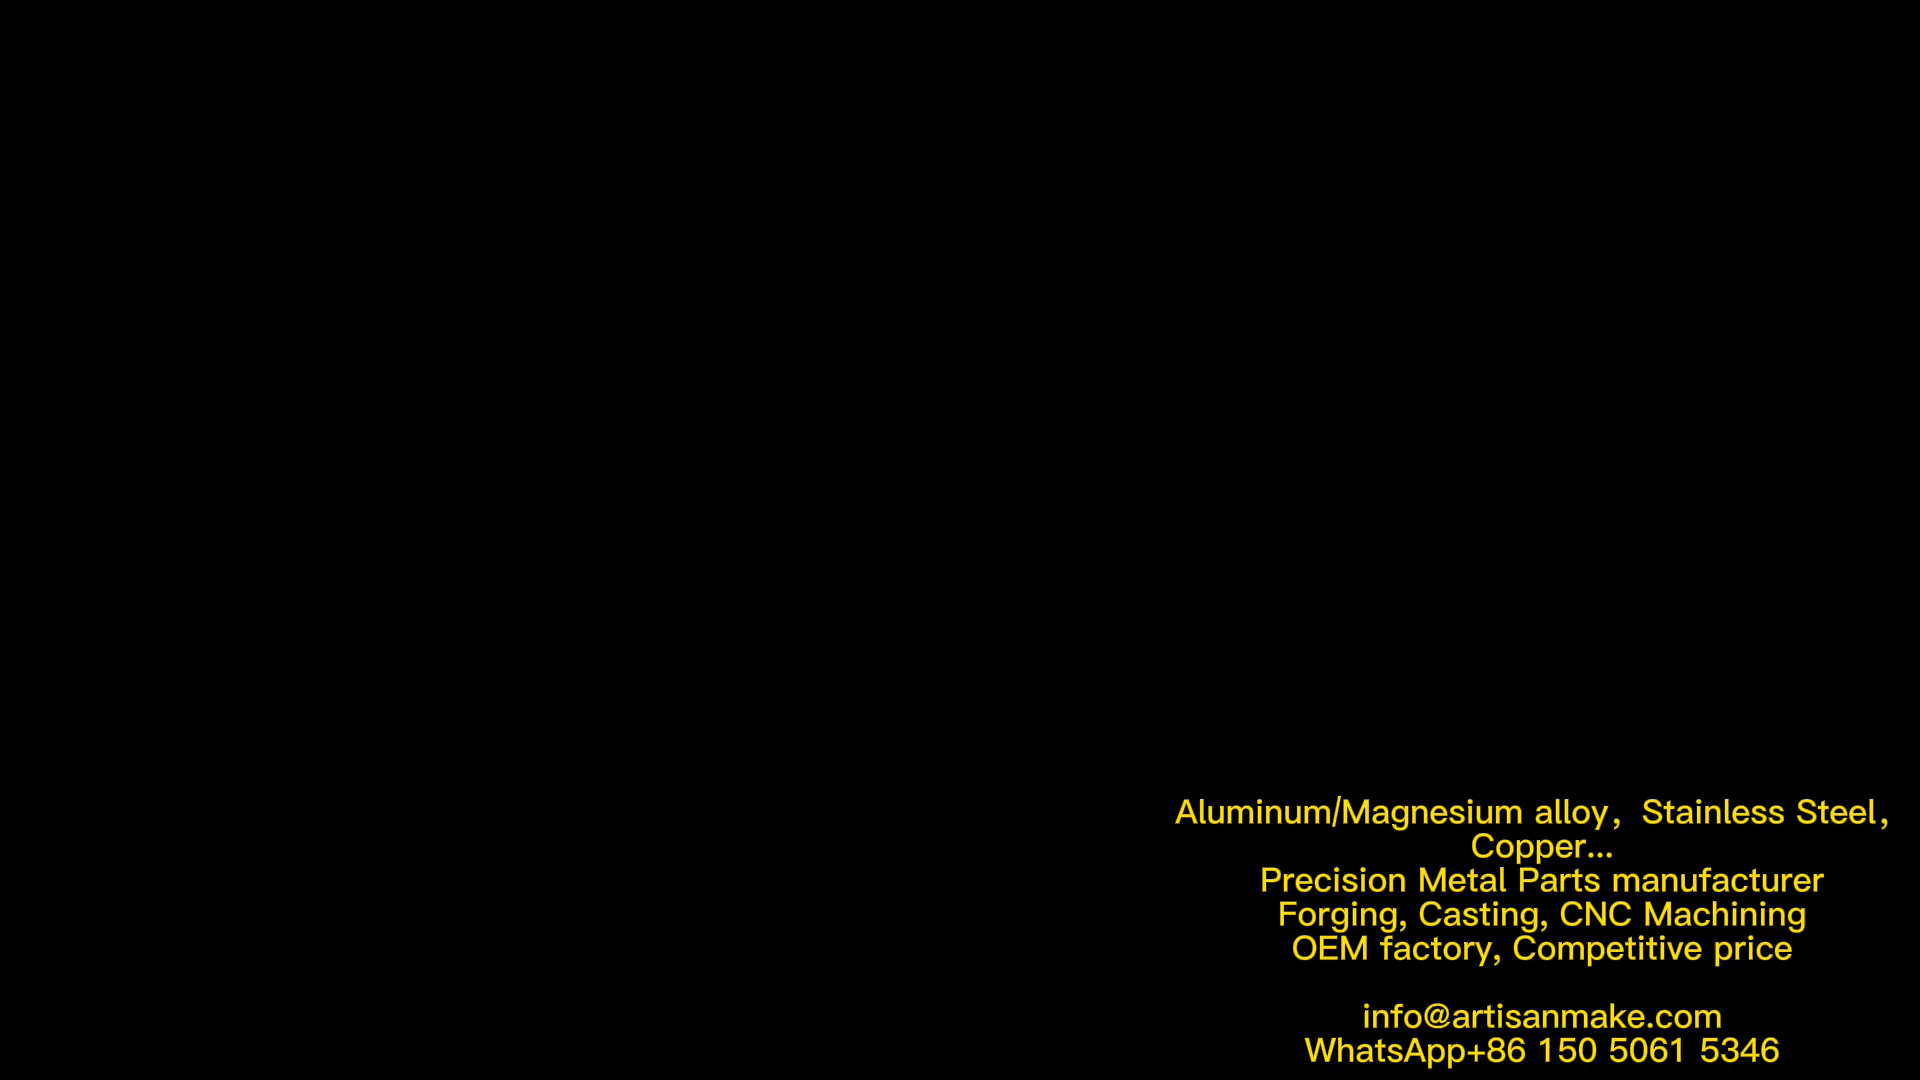 Aluminum/Magnesium alloy，Stainless Steel，
Copper...
Precision Metal Parts manufacturer
Forging, Casting, CNC Machining
OEM factory, Competitive price
info@artisanmake.com
WhatsApp+86 150 5061 5346